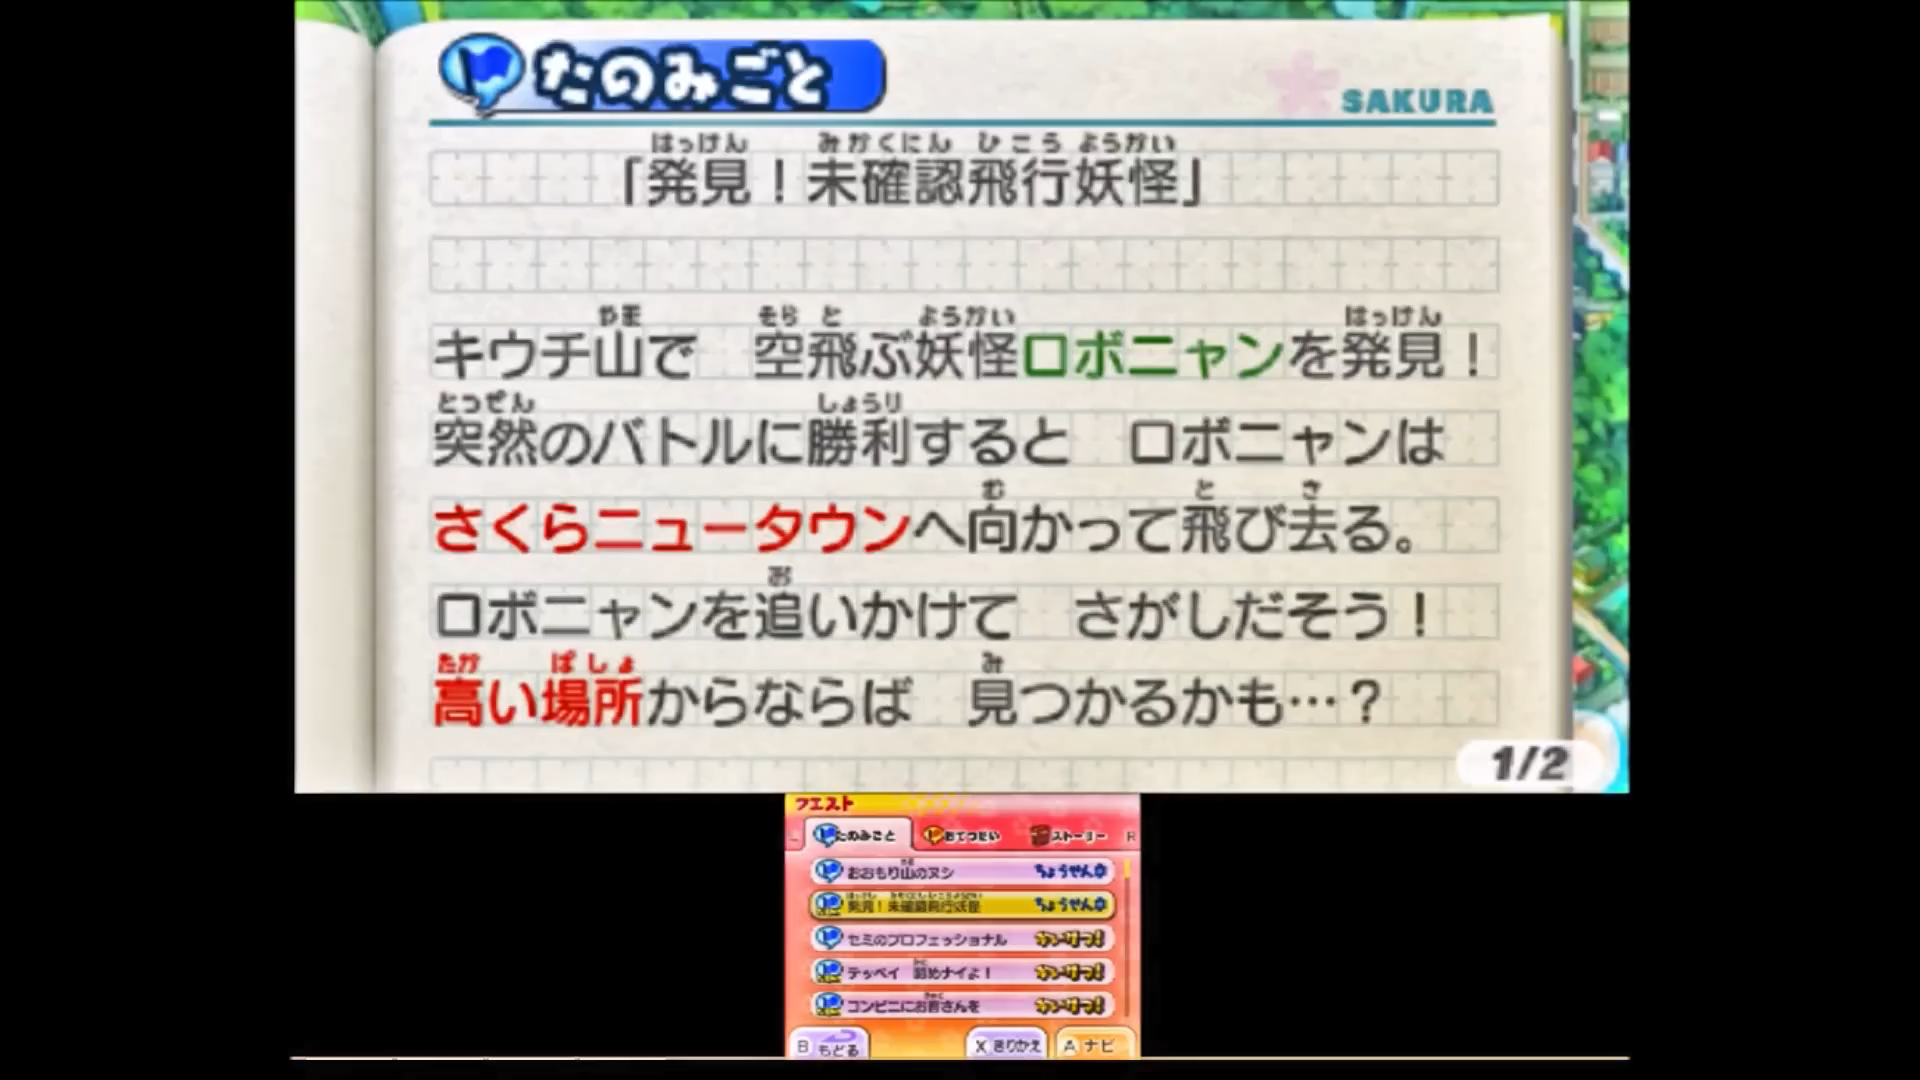 たのみごと
SAKURA
はっけん みかくにん ひこう ようかい
「発見！未確認飛行妖怪」
やま そら と ようかい はっけん
キウチ山で 空飛ぶ妖怪ロボニャンを発見！
とつぜん しょうり
突然のバトルに勝利すると ロボニャンは
む と さ
さくらニュータウンへ向かって飛び去る。
お
ロボニャンを追いかけて さがしだそう！
たか ばしょ み
高い場所からならば 見つかるかも…？
1/2
クエスト
L たのみごと おてつだい ストーリー R
おおもり山のヌシ ちょうせん中
発見！未確認飛行妖怪 ちょうせん中
セミのプロフェッショナル かいけつ！
テッペイ 諦めナイよ！ かいけつ！
コンビニにお客さんを かいけつ！
B もどる X きりかえ A ナビ